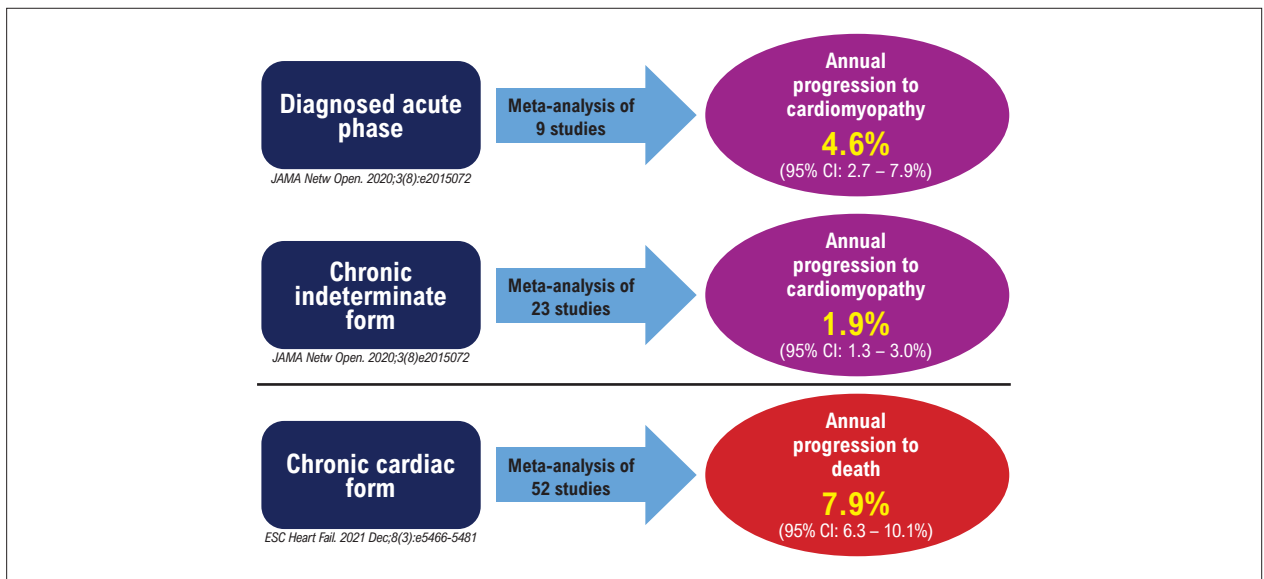 Diagnosed acute
phase
JAMA Netw Open. 2020;3(8):e2015072
Meta-analysis of
9 studies
Annual
progression to
cardiomyopathy
4.6%
(95% CI: 2.7 – 7.9%)
Chronic
indeterminate
form
JAMA Netw Open. 2020;3(8)e2015072
Meta-analysis of
23 studies
Annual
progression to
cardiomyopathy
1.9%
(95% CI: 1.3 – 3.0%)
Chronic cardiac
form
ESC Heart Fail. 2021 Dec;8(3):e5466-5481
Meta-analysis of
52 studies
Annual
progression to
death
7.9%
(95% CI: 6.3 – 10.1%)